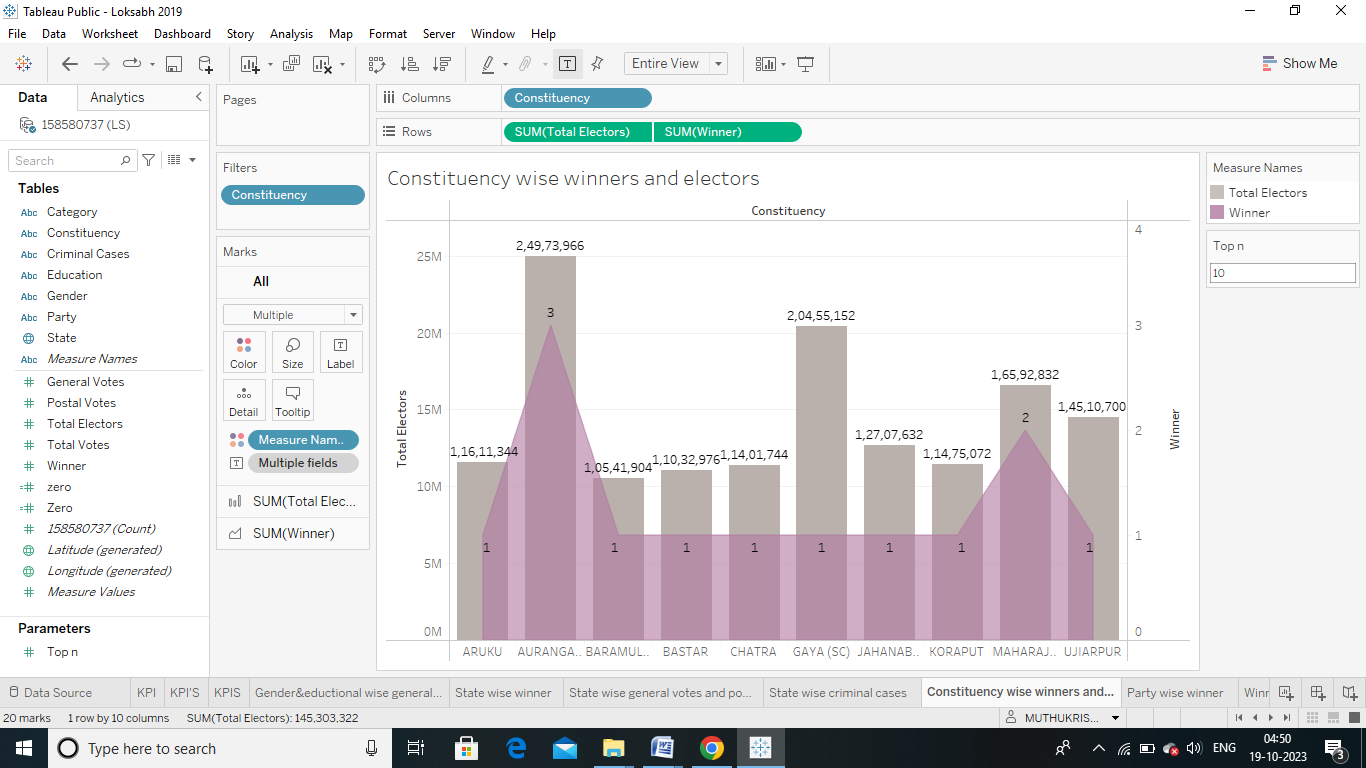 Tableau Public - Loksabh 2019
File Data Worksheet Dashboard Story Analysis Map Format Server Window Help
Entire View
Show Me
Data Analytics
158580737 (LS)
Search
Tables
Abc Category
Abc Constituency
Abc Criminal Cases
Abc Education
Abc Gender
Abc Party
State
Abc Measure Names
General Votes
Postal Votes
Total Electors
Total Votes
Winner
zero
Zero
158580737 (Count)
Latitude (generated)
Longitude (generated)
Measure Values
Parameters
Top n
Pages
Filters
Constituency
Marks
All
Multiple
Color Size Label
Detail Tooltip
Measure Nam..
Multiple fields
SUM(Total Elec...
SUM(Winner)
Columns Constituency
Rows SUM(Total Electors) SUM(Winner)
Constituency wise winners and electors
Constituency
Total Electors
25M
20M
15M
10M
5M
0M
1,16,11,344
2,49,73,966
1,05,41,904
1,10,32,976
1,14,01,744
2,04,55,152
1,27,07,632
1,14,75,072
1,65,92,832
1,45,10,700
1 3 1 1 1 1 1 1 2 1
4
3
2
1
0
Winner
ARUKU AURANGA.. BARAMUL.. BASTAR CHATRA GAYA (SC) JAHANAB.. KORAPUT MAHARAJ.. UJIARPUR
Measure Names
Total Electors
Winner
Top n
10
Data Source KPI KPI'S KPIS Gender&eductional wise general... State wise winner State wise general votes and po... State wise criminal cases Constituency wise winners and... Party wise winner Winr
20 marks 1 row by 10 columns SUM(Total Electors): 145,303,322 MUTHUKRIS...
Type here to search
ENG
04:50
19-10-2023
3